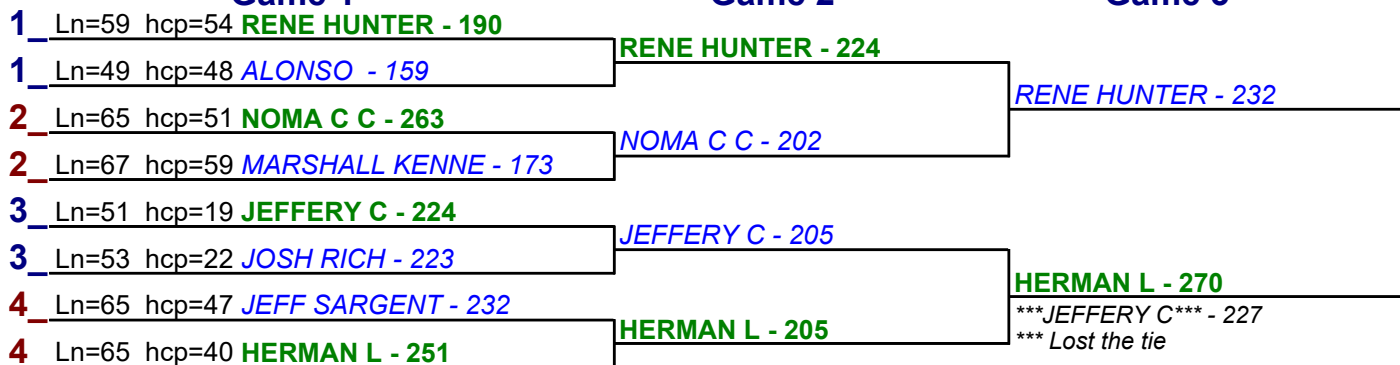 1_ Ln=59 hcp=54 RENE HUNTER - 190
1_ Ln=49 hcp=48 ALONSO - 159
2_ Ln=65 hcp=51 NOMA C C - 263
2_ Ln=67 hcp=59 MARSHALL KENNE - 173
3_ Ln=51 hcp=19 JEFFERY C - 224
3_ Ln=53 hcp=22 JOSH RICH - 223
4_ Ln=65 hcp=47 JEFF SARGENT - 232
4 Ln=65 hcp=40 HERMAN L - 251
RENE HUNTER - 224
NOMA C C - 202
JEFFERY C - 205
HERMAN L - 205
RENE HUNTER - 232
HERMAN L - 270
***JEFFERY C*** - 227
*** Lost the tie